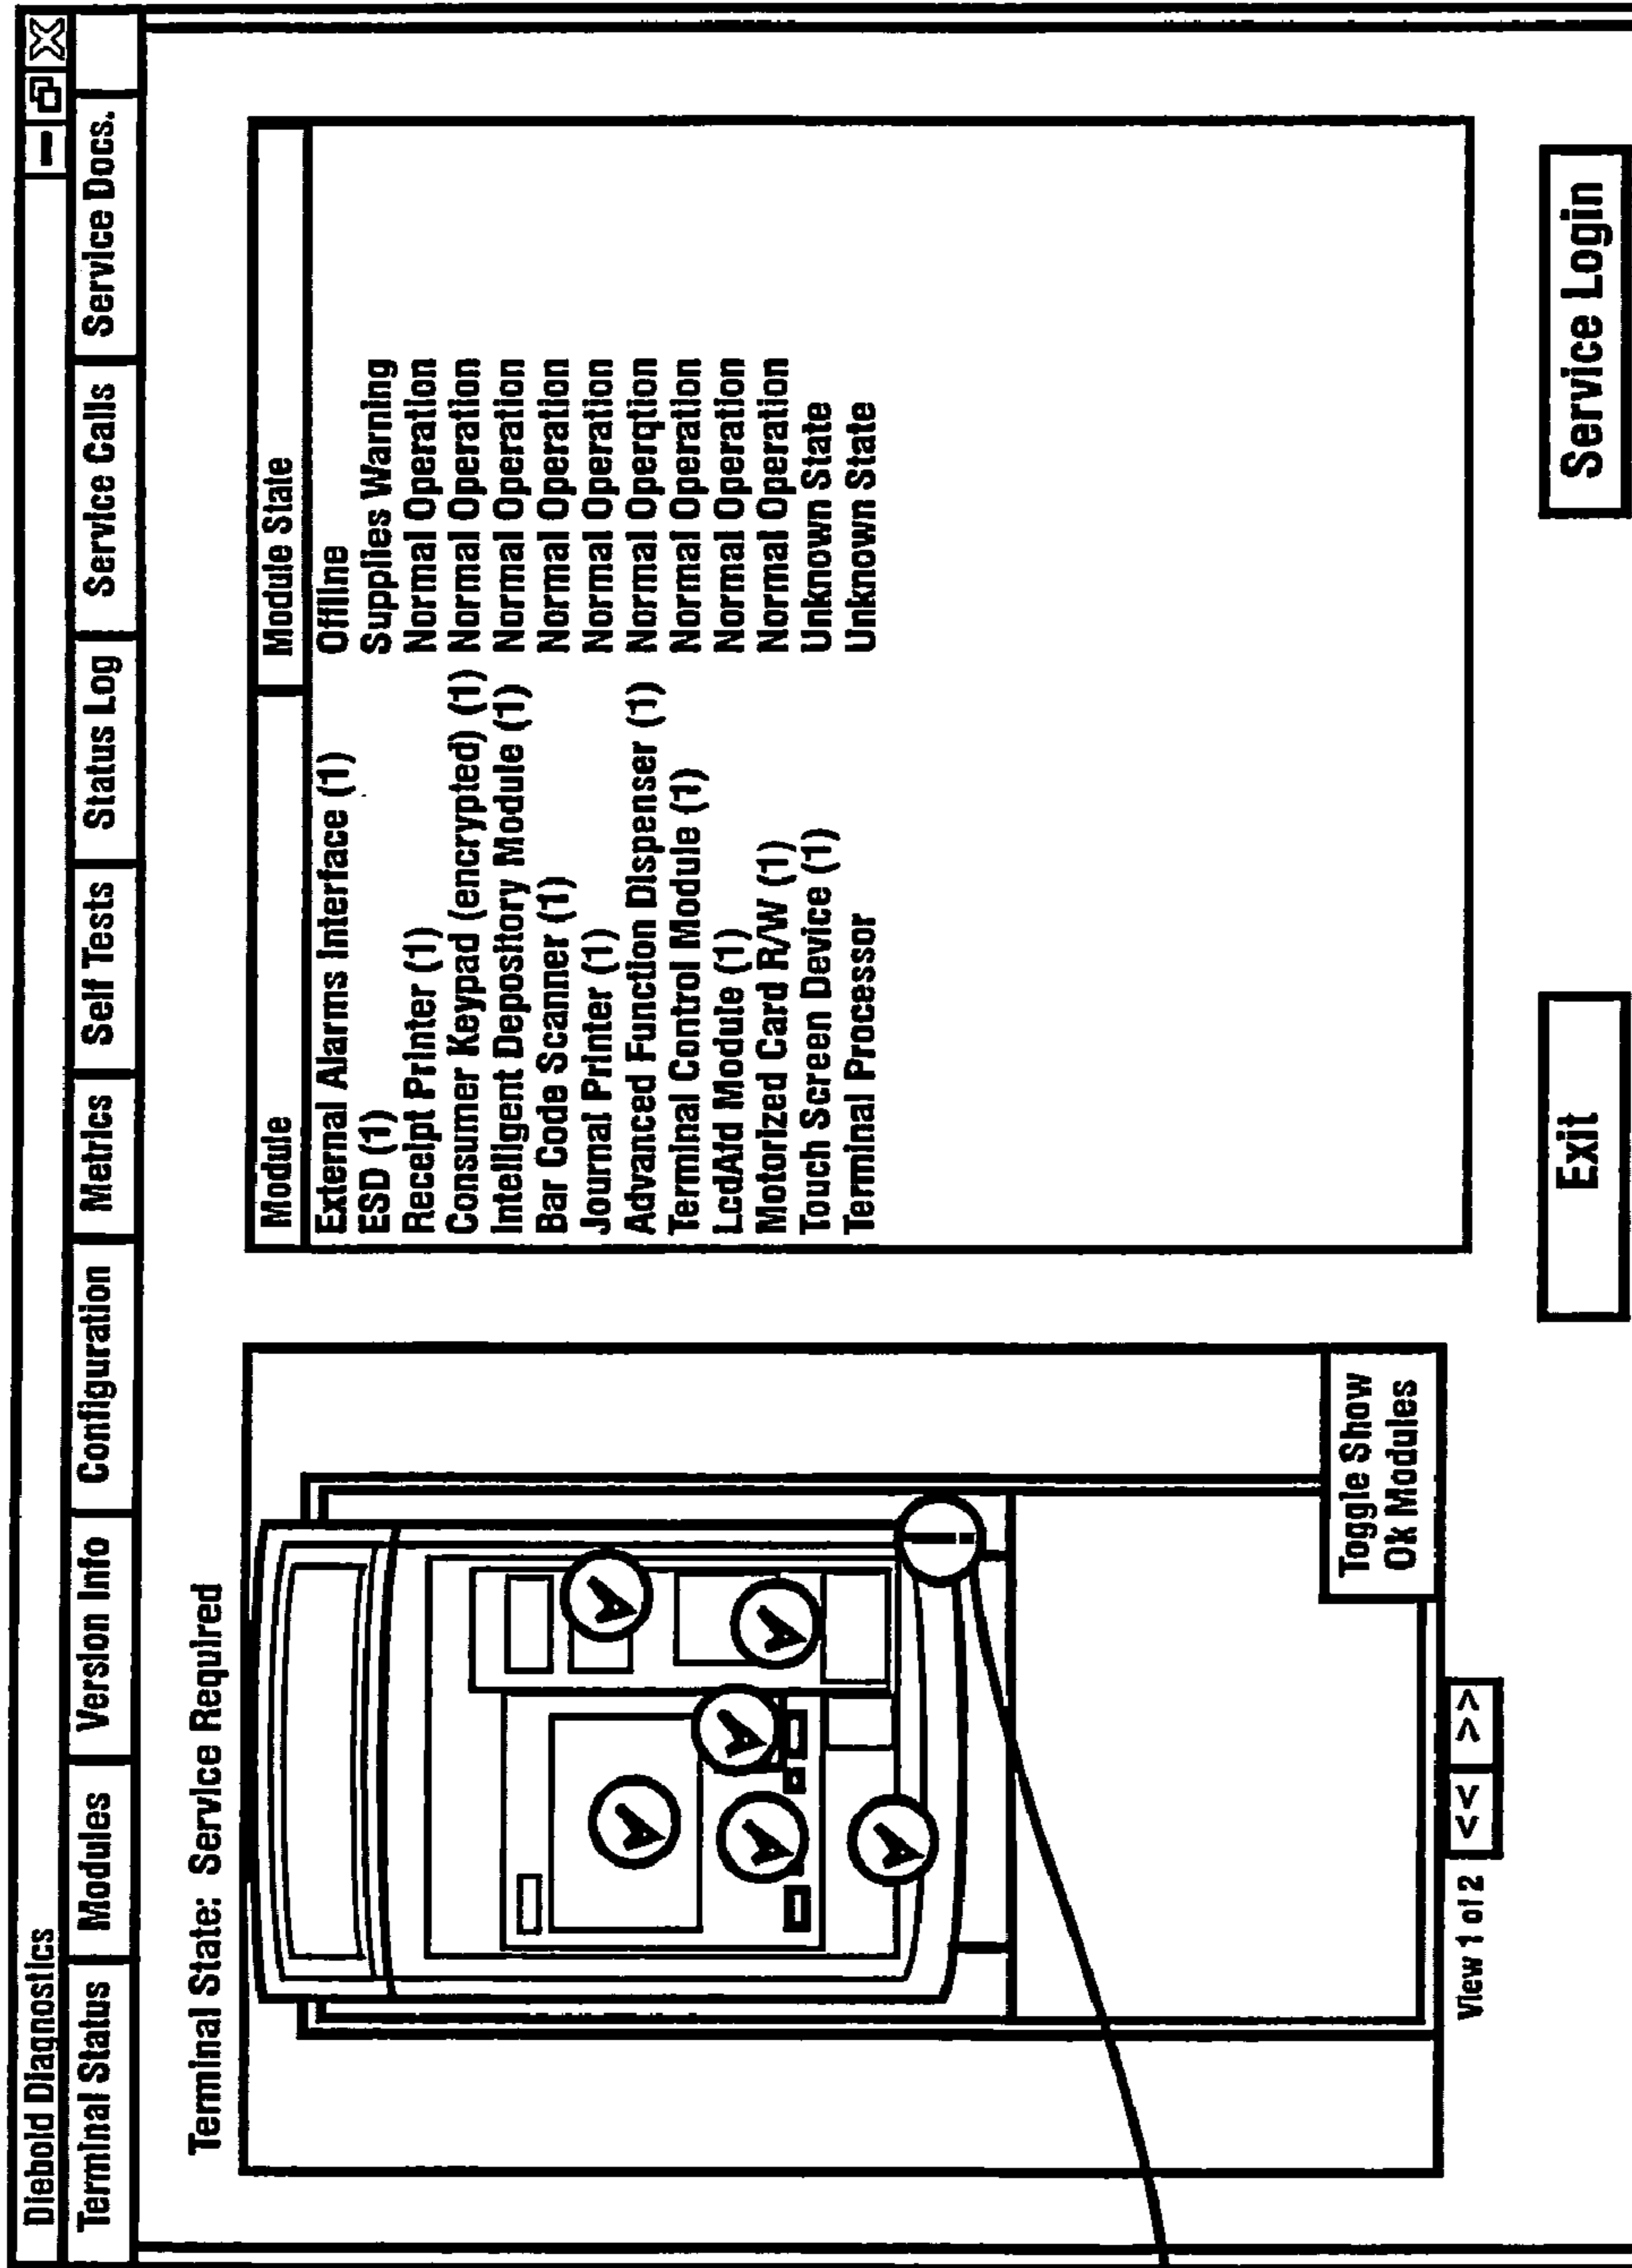 Diebold Diagnostics
Terminal Status Modules Version Info Configuration Metrics Self Tests Status Log Service Calls Service Docs.
Terminal State: Service Required
Module Module State
External Alarms Interface (1) Offline
ESD (1) Supplies Warning
Receipt Printer (1) Normal Operation
Consumer Keypad (encrypted) (1) Normal Operation
Intelligent Depository Module (1) Normal Operation
Bar Code Scanner (1) Normal Operation
Journal Printer (1) Normal Operation
Advanced Function Dispenser (1) Normal Operqtion
Terminal Control Module (1) Normal Operation
LcdAfd Module (1) Normal Operation
Motorized Card R/W (1) Normal Operation
Touch Screen Device (1) Unknown State
Terminal Processor Unknown State
Toggle Show
Ok Modules
View 1 of 2 << >>
Exit Service Login